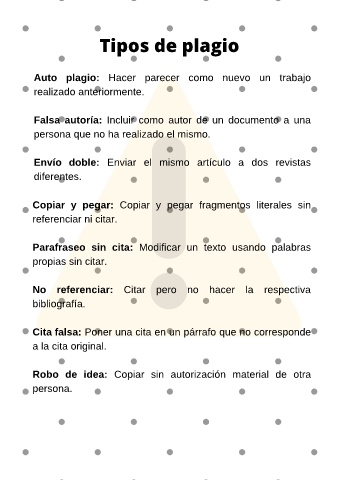 Tipos de plagio
Auto plagio: Hacer parecer como nuevo un trabajo
realizado anteriormente.
Falsa autoría: Incluir como autor de un documento a una
persona que no ha realizado el mismo.
Envío doble: Enviar el mismo artículo a dos revistas
diferentes.
Copiar y pegar: Copiar y pegar fragmentos literales sin
referenciar ni citar.
Parafraseo sin cita: Modificar un texto usando palabras
propias sin citar.
No referenciar: Citar pero no hacer la respectiva
bibliografía.
Cita falsa: Poner una cita en un párrafo que no corresponde
a la cita original.
Robo de idea: Copiar sin autorización material de otra
persona.